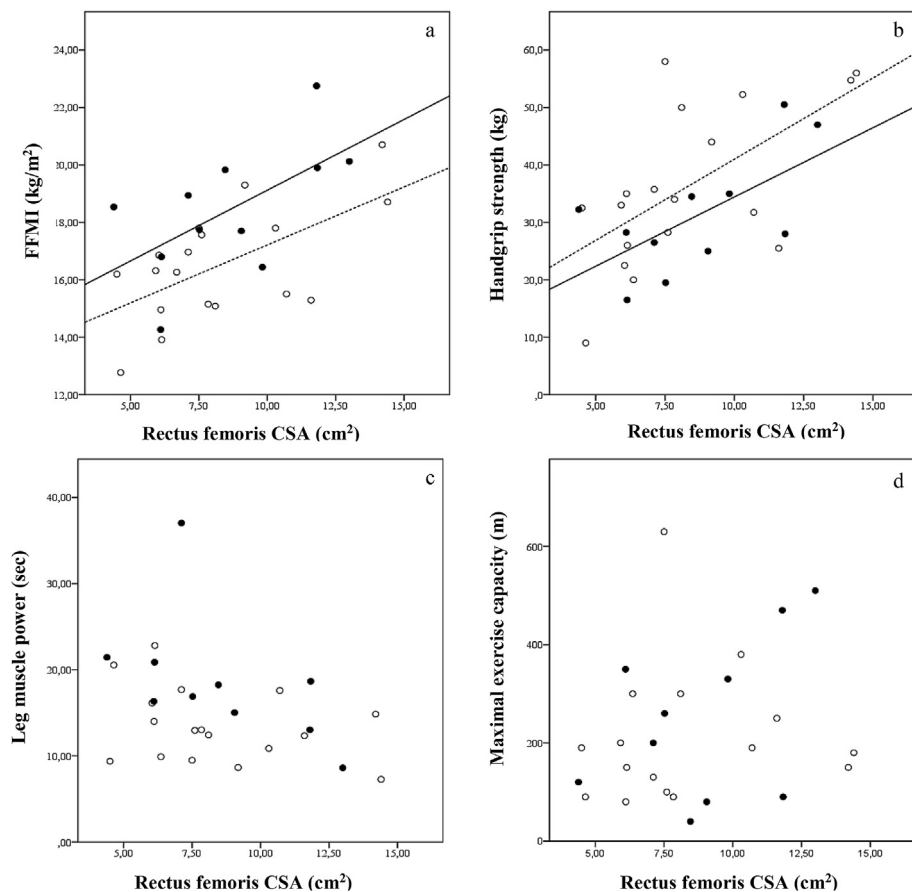 a
24,00
22,00
20,00
18,00
16,00
14,00
12,00
FFMI (kg/m²)
5,00 7,50 10,00 12,50 15,00
Rectus femoris CSA (cm²)
b
60,0
50,0
40,0
30,0
20,0
10,0
,0
Handgrip strength (kg)
5,00 7,50 10,00 12,50 15,00
Rectus femoris CSA (cm²)
c
40,00
30,00
20,00
10,00
,00
Leg muscle power (sec)
5,00 7,50 10,00 12,50 15,00
Rectus femoris CSA (cm²)
d
600
400
200
0
Maximal exercise capacity (m)
5,00 7,50 10,00 12,50 15,00
Rectus femoris CSA (cm²)